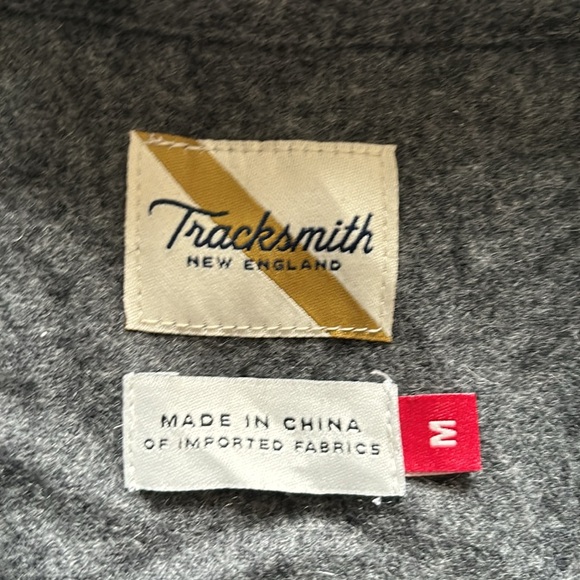 Tracksmith
NEW ENGLAND
MADE IN CHINA
OF IMPORTED FABRICS
M